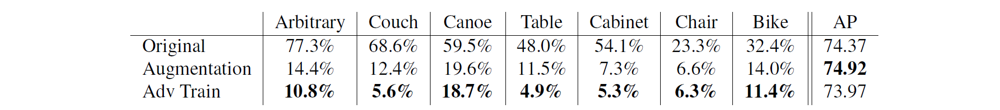 Arbitrary Couch Canoe Table Cabinet Chair Bike AP
Original 77.3% 68.6% 59.5% 48.0% 54.1% 23.3% 32.4% 74.37
Augmentation 14.4% 12.4% 19.6% 11.5% 7.3% 6.6% 14.0% 74.92
Adv Train 10.8% 5.6% 18.7% 4.9% 5.3% 6.3% 11.4% 73.97